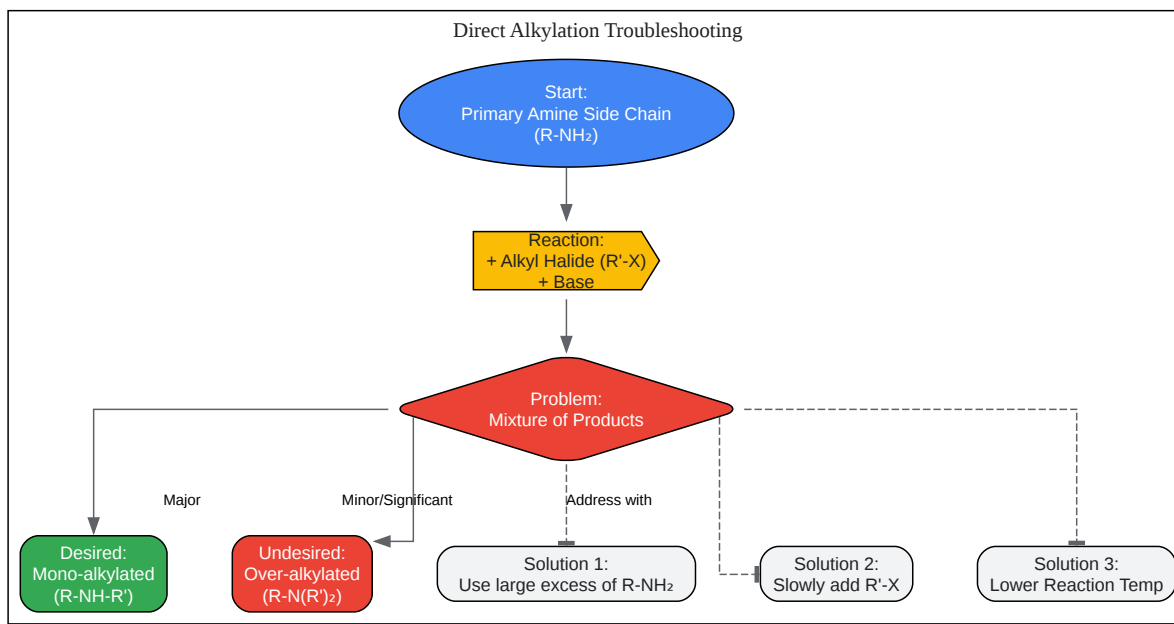 Direct Alkylation Troubleshooting
Start:
Primary Amine Side Chain
(R-NH₂)
Reaction:
+ Alkyl Halide (R'-X)
+ Base
Problem:
Mixture of Products
Major
Minor/Significant
Address with
Desired:
Mono-alkylated
(R-NH-R')
Undesired:
Over-alkylated
(R-N(R')₂)
Solution 1:
Use large excess of R-NH₂
Solution 2:
Slowly add R'-X
Solution 3:
Lower Reaction Temp